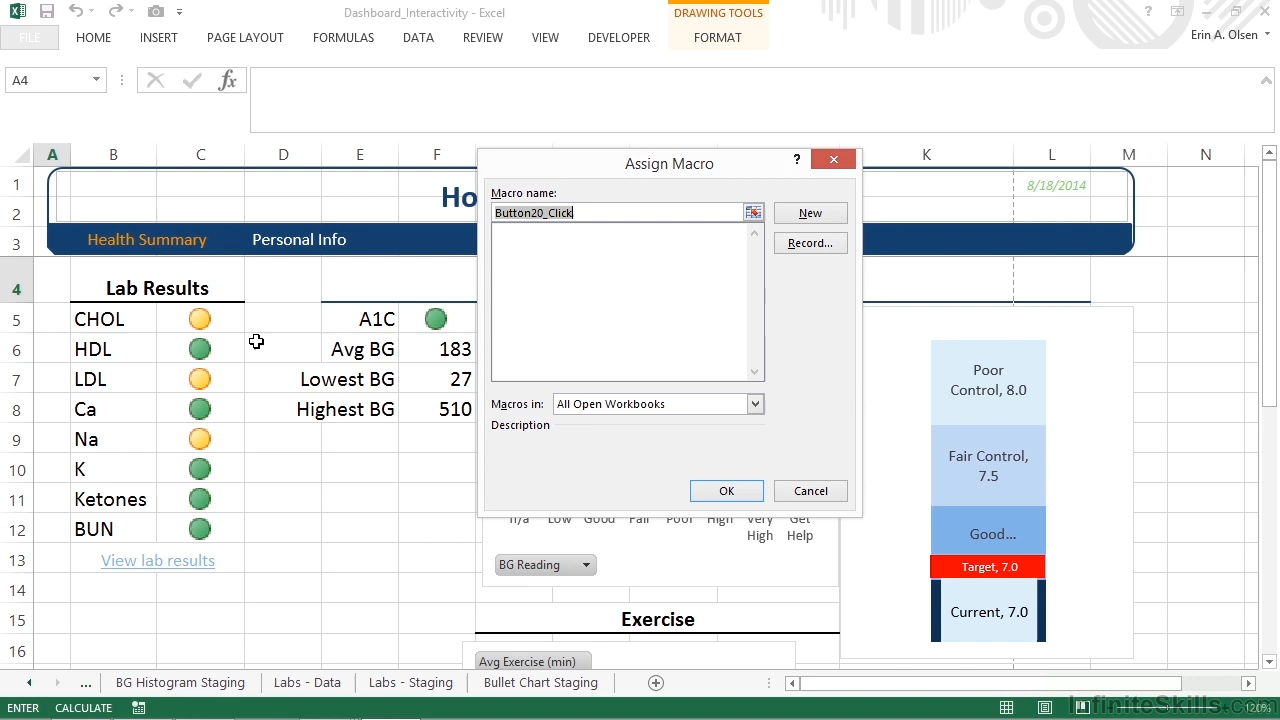 Dashboard_Interactivity - Excel
DRAWING TOOLS
FILE HOME INSERT PAGE LAYOUT FORMULAS DATA REVIEW VIEW DEVELOPER FORMAT
Erin A. Olsen
A4
fx
A B C D E F K L M N
Assign Macro
?
Macro name:
Button20_Click
New
Record...
Macros in: All Open Workbooks
Description
OK Cancel
1
8/18/2014
Ho
2
3 Health Summary Personal Info
4 Lab Results
5 CHOL A1C
6 HDL Avg BG 183
7 LDL Lowest BG 27
8 Ca Highest BG 510
9 Na
10 K
11 Ketones
12 BUN
13 View lab results
14
15 Exercise
16
Poor
Control, 8.0
Fair Control,
7.5
Good...
Target, 7.0
Current, 7.0
n/a Low Good Fair Poor High Very High Get Help
BG Reading
Avg Exercise (min)
... BG Histogram Staging Labs - Data Labs - Staging Bullet Chart Staging
ENTER CALCULATE
120%
InfiniteSkills.com